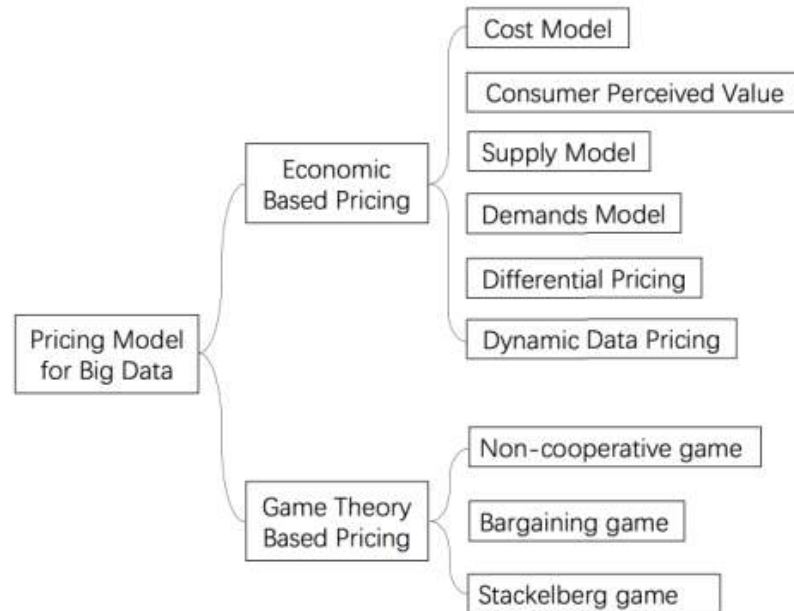 Cost Model
Consumer Perceived Value
Economic
Based Pricing
Supply Model
Demands Model
Differential Pricing
Pricing Model
for Big Data
Dynamic Data Pricing
Non-cooperative game
Game Theory
Based Pricing
Bargaining game
Stackelberg game